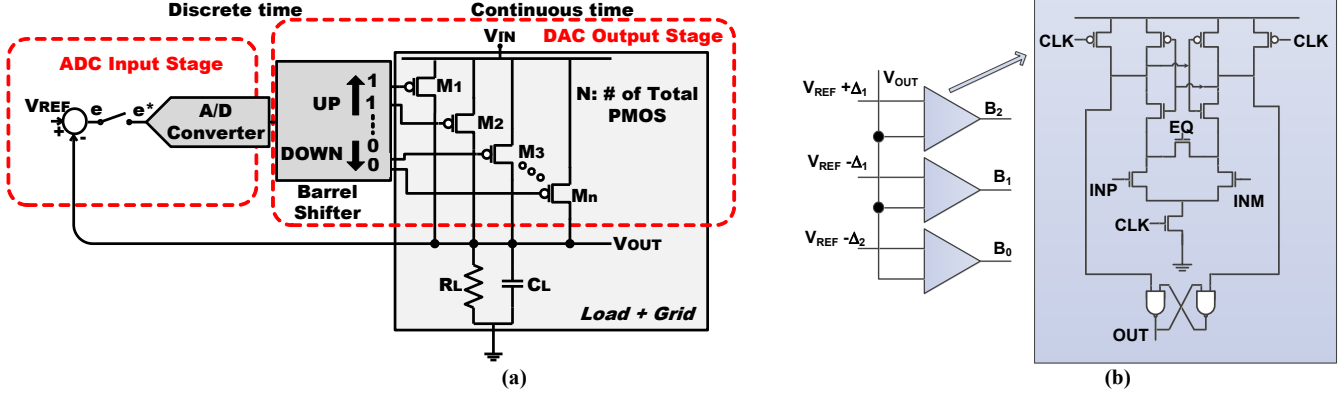 Discrete time
Continuous time
ADC Input Stage
VIN
DAC Output Stage
VREF
+
-
e
e*
A/D
Converter
UP
DOWN
1
1
0
0
Barrel
Shifter
M1
M2
M3
Mn
N: # of Total
PMOS
VOUT
RL
CL
Load + Grid
(a)
VREF +Δ1
VOUT
B2
VREF -Δ1
B1
VREF -Δ2
B0
CLK
CLK
EQ
INP
INM
CLK
OUT
(b)